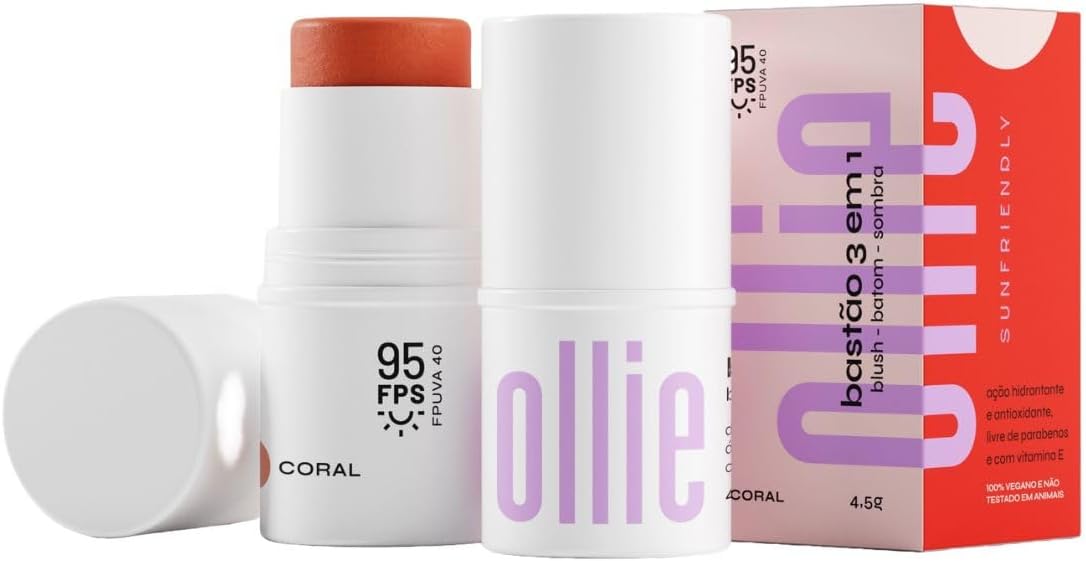 95
FPS
FPUVA 40
CORAL
ollie
CORAL
95
FPS
FPUVA 40
ollie
bastão 3 em 1
blush - batom - sombra
4,5g
SUNFRIENDLY
ação hidratante
e antioxidante,
livre de parabenos
e com vitamina E
100% VEGANO E NÃO
TESTADO EM ANIMAIS